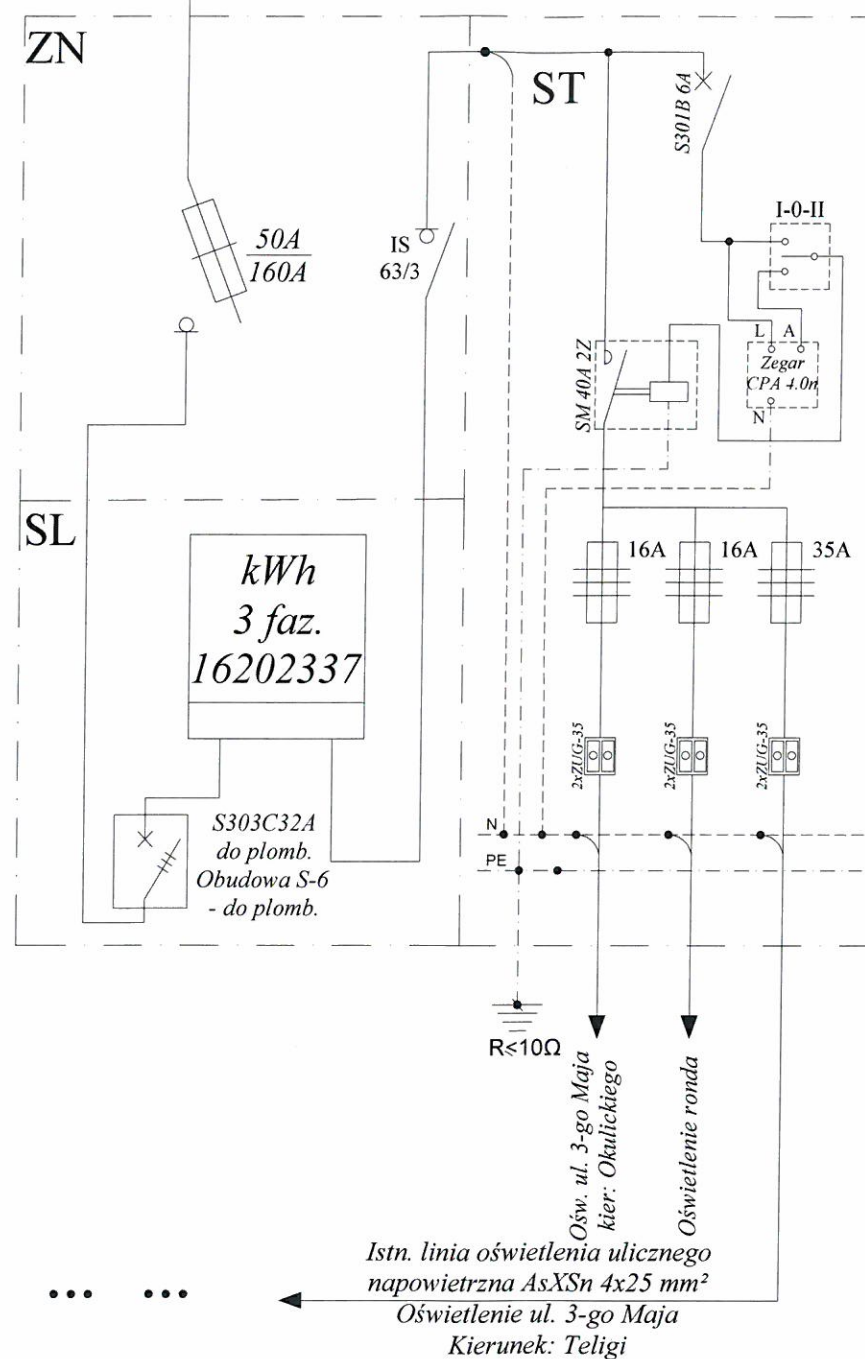 ZN
50A
160A
IS
63/3
ST
S301B 6A
I-0-II
L A
Zegar
CPA 4.0n
N
SM 40A 2Z
SL
kWh
3 faz.
16202337
S303C32A
do plomb.
Obudowa S-6
- do plomb.
16A
16A
35A
2xZUG-35
2xZUG-35
2xZUG-35
N
PE
R≤10Ω
Ośw. ul. 3-go Maja
kier: Okulickiego
Oświetlenie ronda
Istn. linia oświetlenia ulicznego
napowietrzna AsXSn 4x25 mm²
Oświetlenie ul. 3-go Maja
Kierunek: Teligi